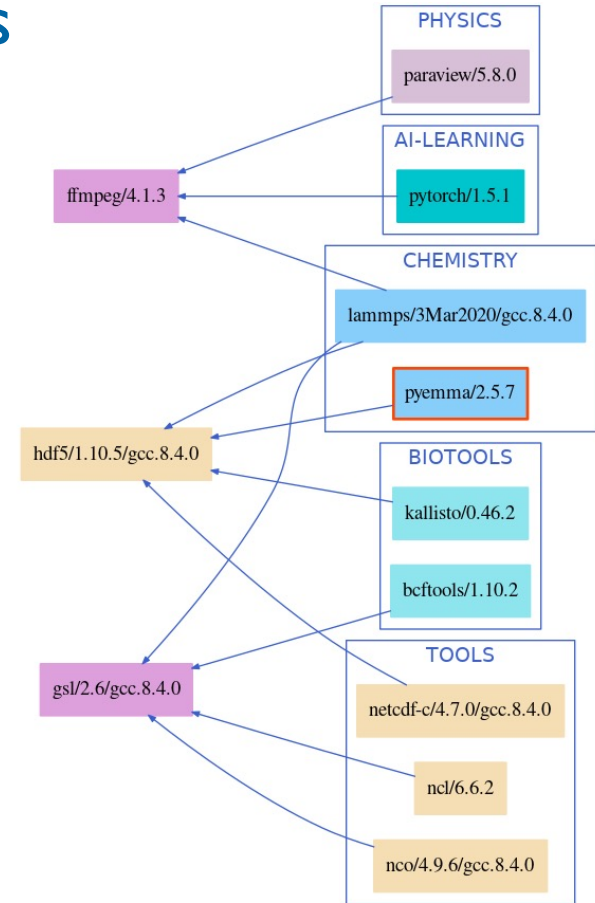 s
PHYSICS
paraview/5.8.0
AI-LEARNING
ffmpeg/4.1.3
pytorch/1.5.1
CHEMISTRY
lammps/3Mar2020/gcc.8.4.0
pyemma/2.5.7
hdf5/1.10.5/gcc.8.4.0
BIOTOOLS
kallisto/0.46.2
bcftools/1.10.2
TOOLS
gsl/2.6/gcc.8.4.0
netcdf-c/4.7.0/gcc.8.4.0
ncl/6.6.2
nco/4.9.6/gcc.8.4.0